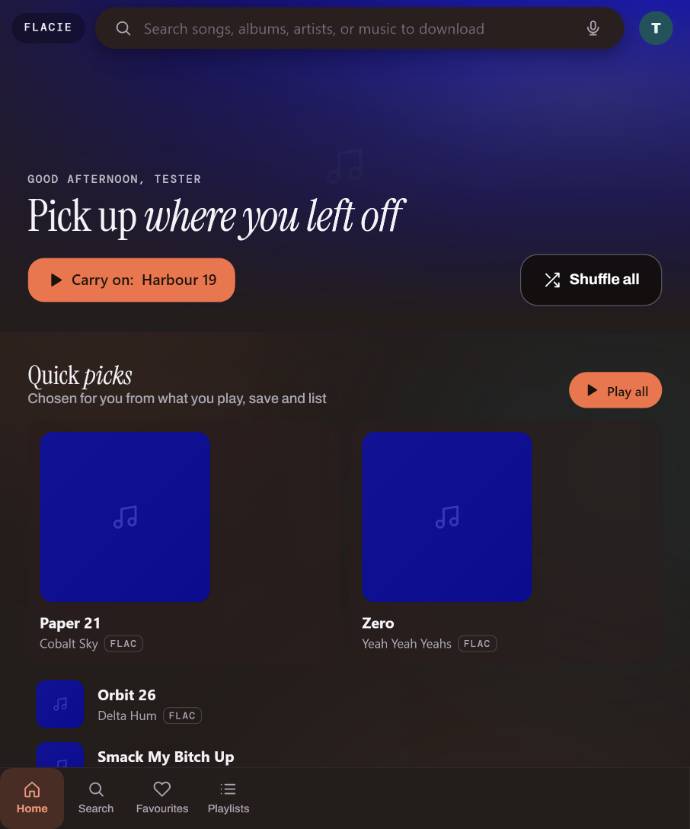 FLACIE
Search songs, albums, artists, or music to download
T
GOOD AFTERNOON, TESTER
Pick up where you left off
Carry on: Harbour 19
Shuffle all
Quick picks
Chosen for you from what you play, save and list
Play all
Paper 21
Cobalt Sky FLAC
Zero
Yeah Yeah Yeahs FLAC
Orbit 26
Delta Hum FLAC
Smack My Bitch Up
Home
Search
Favourites
Playlists